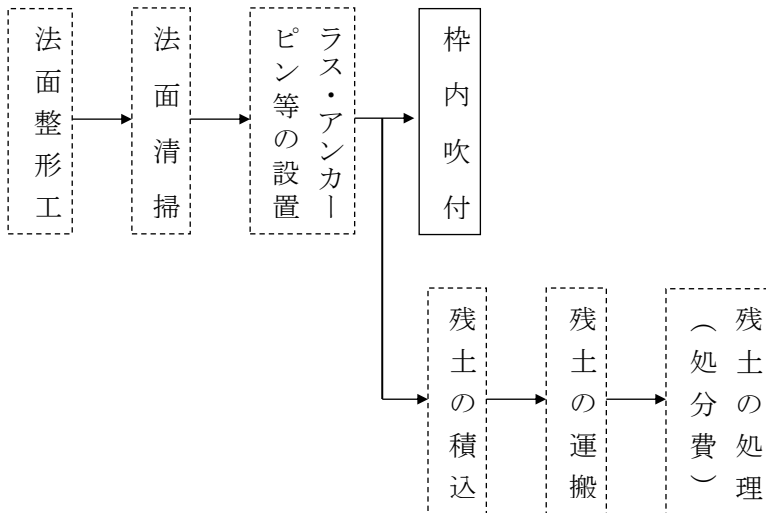 法面整形工
法面清掃
ラス・アンカー
ピン等の設置
枠内吹付
残土の積込
残土の運搬
残土の処理
（処分費）